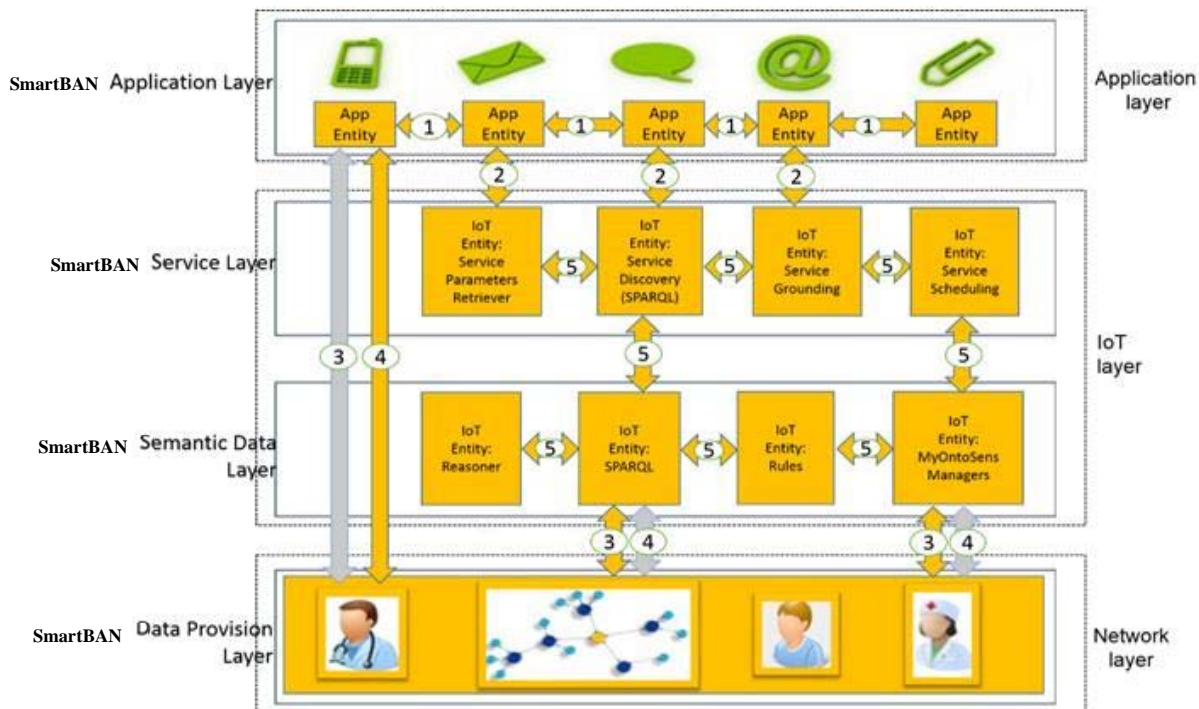 SmartBAN Application Layer
Application
layer
App
Entity
1
App
Entity
1
App
Entity
1
App
Entity
1
App
Entity
2
2
2
SmartBAN Service Layer
IoT
Entity:
Service
Parameters
Retriever
5
IoT
Entity:
Service
Discovery
(SPARQL)
5
IoT
Entity:
Service
Grounding
5
IoT
Entity:
Service
Scheduling
3
4
5
5
IoT
layer
SmartBAN Semantic Data
Layer
IoT
Entity:
Reasoner
5
IoT
Entity:
SPARQL
5
IoT
Entity:
Rules
5
IoT
Entity:
MyOntoSens
Managers
3
4
3
4
SmartBAN Data Provision
Layer
Network
layer